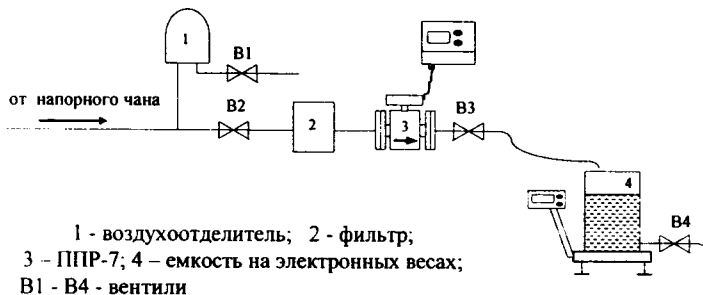 1
В1
от напорного чана
В2
2
3
В3
4
В4
1 - воздухоотделитель; 2 - фильтр;
3 – ППР-7; 4 – емкость на электронных весах;
В1 - В4 - вентили